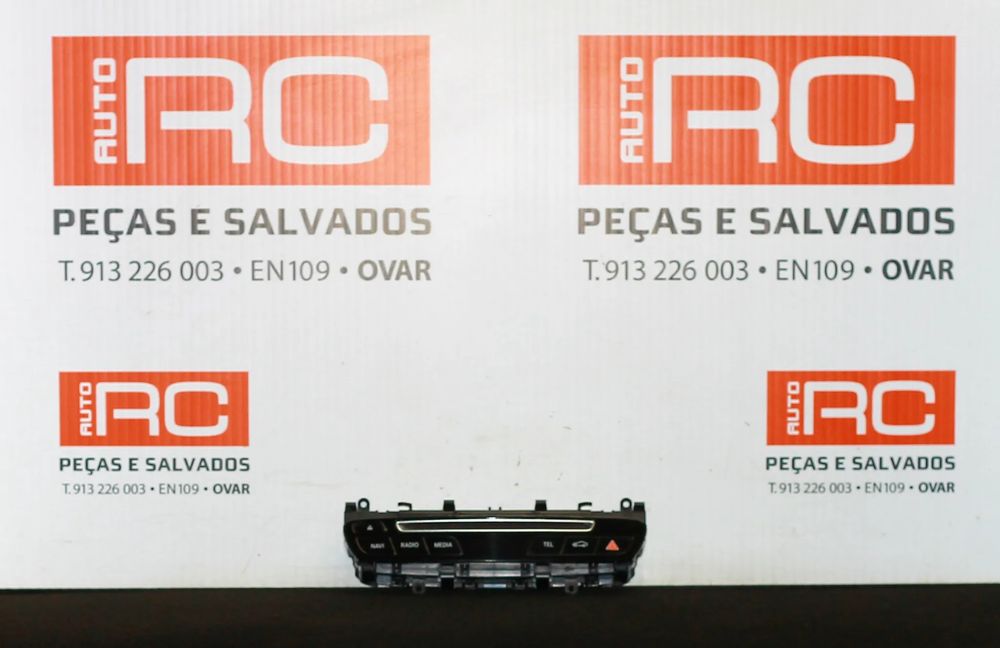 AUTO RC
PEÇAS E SALVADOS
T. 913 226 003 • EN109 • OVAR
AUTO RC
PEÇAS E SALVADOS
T. 913 226 003 • EN109 • OVAR
AUTO RC
PEÇAS E SALVADOS
T. 913 226 003 • EN109 • OVAR
AUTO RC
PEÇAS E SALVADOS
T. 913 226 003 • EN109 • OVAR
NAVI RADIO MEDIA TEL